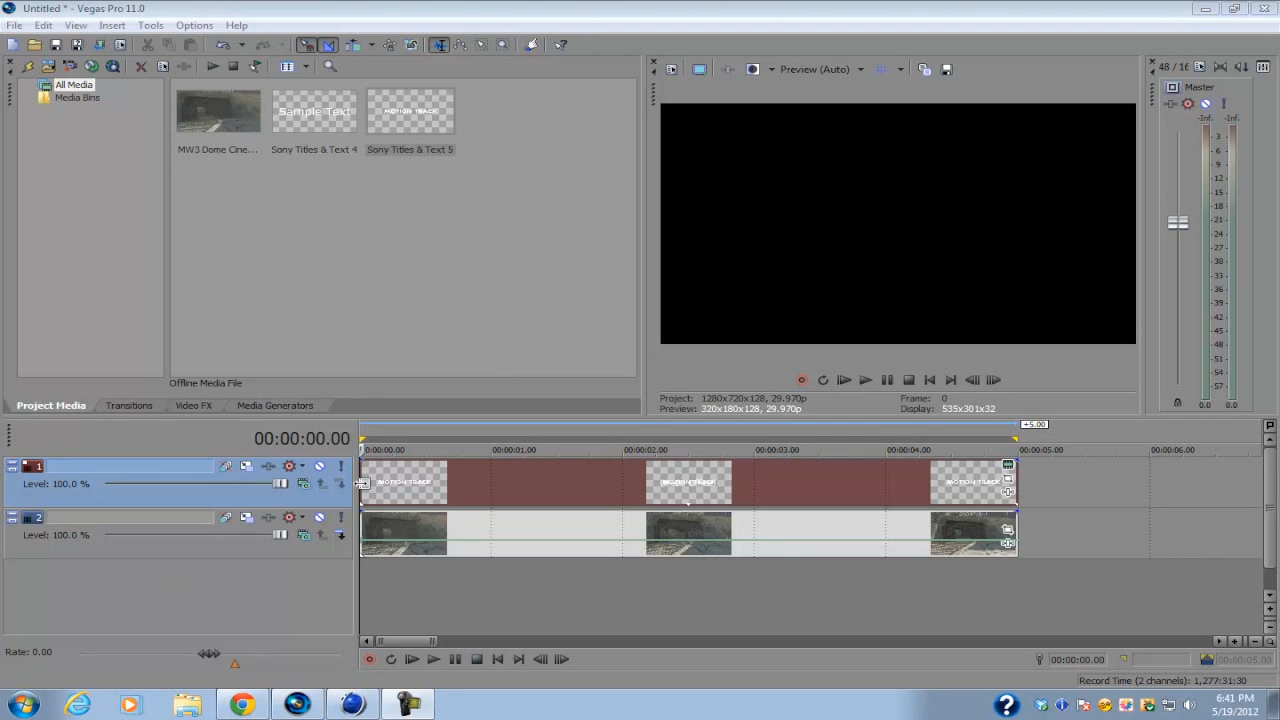 Untitled * - Vegas Pro 11.0
File Edit View Insert Tools Options Help
All Media
Media Bins
Sample Text
MOTION TRACK
MW3 Dome Cine...
Sony Titles & Text 4
Sony Titles & Text 5
Offline Media File
Project Media Transitions Video FX Media Generators
Preview (Auto)
Project: 1280x720x128, 29.970p
Preview: 320x180x128, 29.970p
Frame: 0
Display: 535x301x32
48 / 16
Master
-Inf. -Inf.
3
6
9
12
15
18
21
24
27
30
33
36
39
42
45
48
51
54
57
0.0 0.0
00:00:00.00
+5.00
00:00:00.00 00:00:01.00 00:00:02.00 00:00:03.00 00:00:04.00 00:00:05.00 00:00:06.00
1
Level: 100.0 %
MOTION TRACK MOTION TRACK
2
Level: 100.0 %
Rate: 0.00
00:00:00.00
00:00:05.00
Record Time (2 channels): 1,277:31:30
6:41 PM
5/19/2012